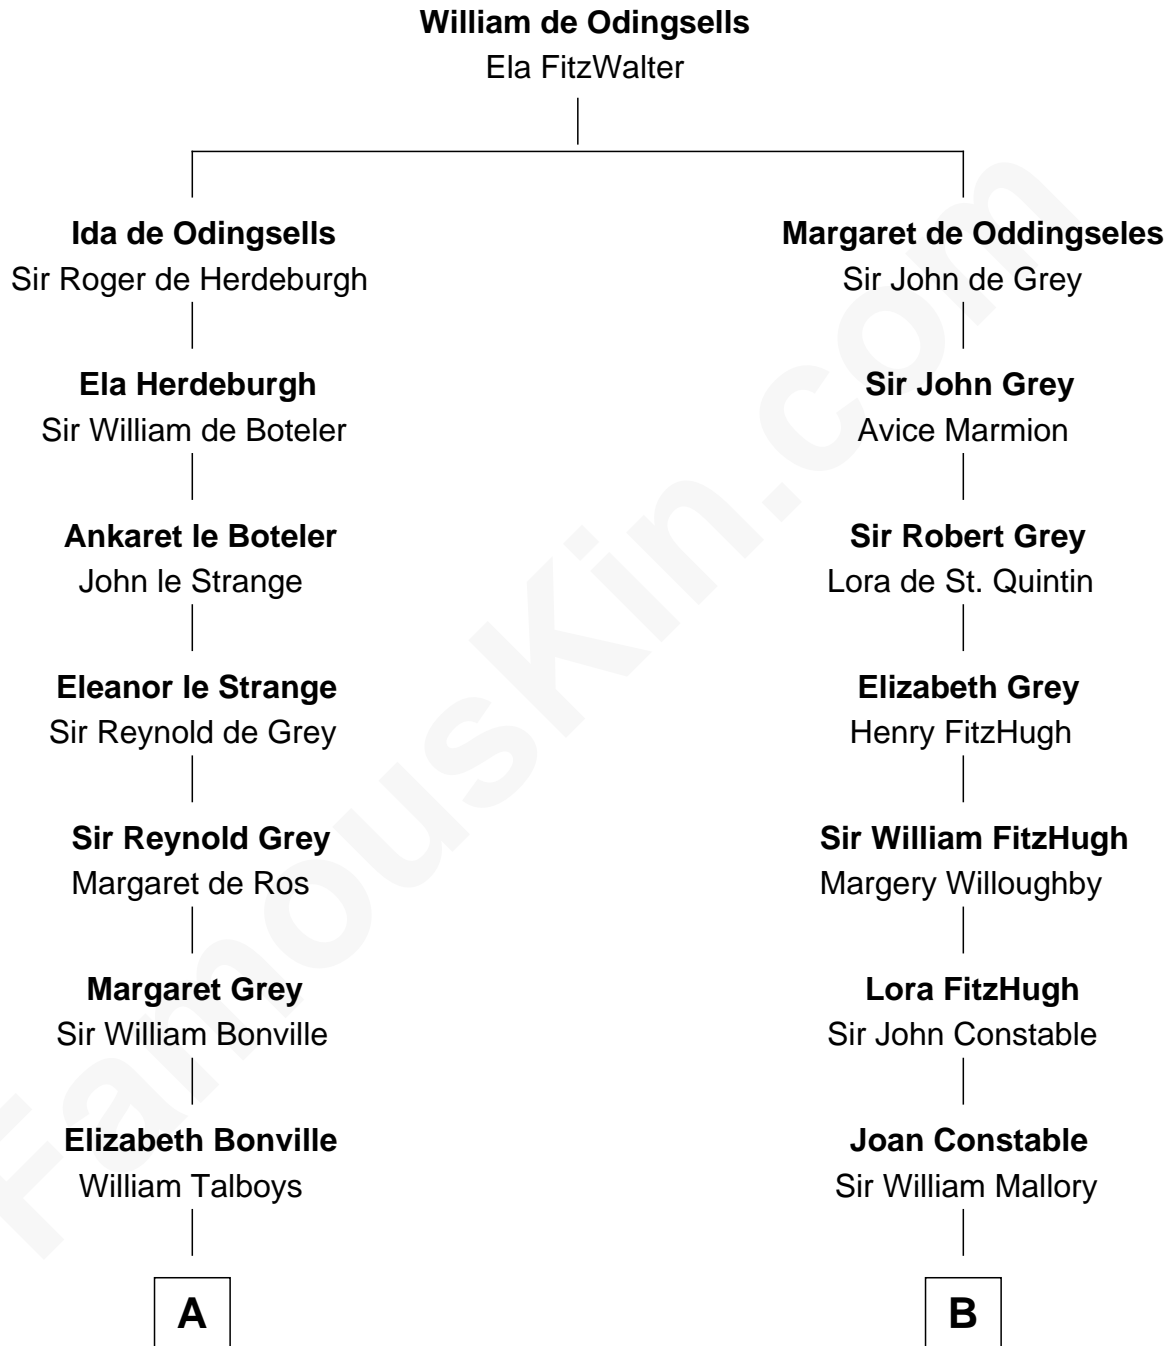 William de Odingsells
Ela FitzWalter
Ida de Odingsells
Sir Roger de Herdeburgh
Margaret de Oddingseles
Sir John de Grey
Ela Herdeburgh
Sir William de Boteler
Sir John Grey
Avice Marmion
Ankaret le Boteler
John le Strange
Sir Robert Grey
Lora de St. Quintin
Eleanor le Strange
Sir Reynold de Grey
Elizabeth Grey
Henry FitzHugh
Sir Reynold Grey
Margaret de Ros
Sir William FitzHugh
Margery Willoughby
Margaret Grey
Sir William Bonville
Lora FitzHugh
Sir John Constable
Elizabeth Bonville
William Talboys
Joan Constable
Sir William Mallory
A
B
FamousKin.com